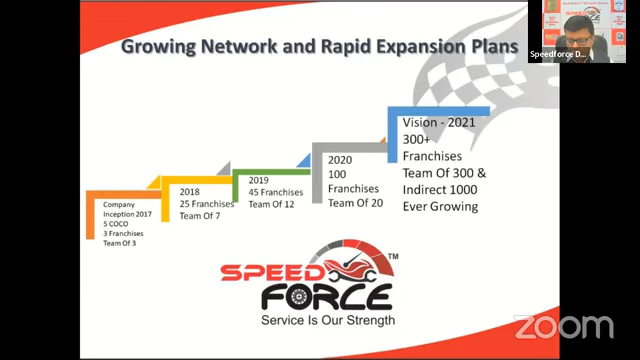 Growing Network and Rapid Expansion Plans
Speedforce D...
Company
Inception 2017
5 COCO
3 Franchises
Team Of 3
2018
25 Franchises
Team Of 7
2019
45 Franchises
Team Of 12
2020
100
Franchises
Team Of 20
Vision - 2021
300+
Franchises
Team Of 300 &
Indirect 1000
Ever Growing
SPEED
TM
FORCE
Service Is Our Strength
zoom